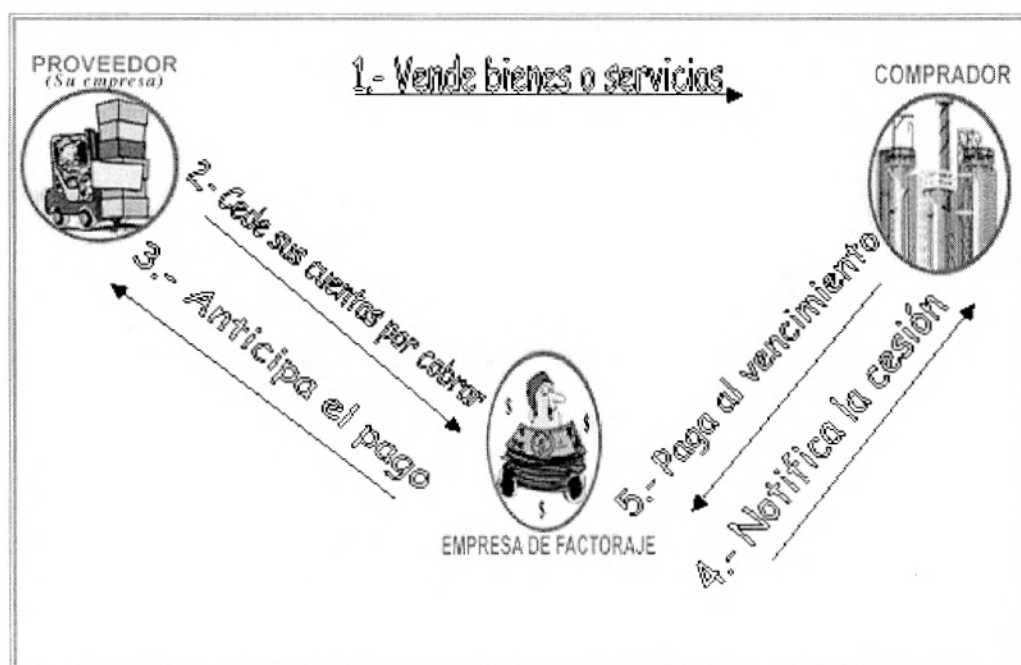 PROVEEDOR
(Su empresa)
1.- Vende bienes o servicios
COMPRADOR
2.- Cede sus cuentas por cobrar
3.- Anticipa el pago
$
$
$
EMPRESA DE FACTORAJE
5.- Paga al vencimiento
4.- Notifica la cesión